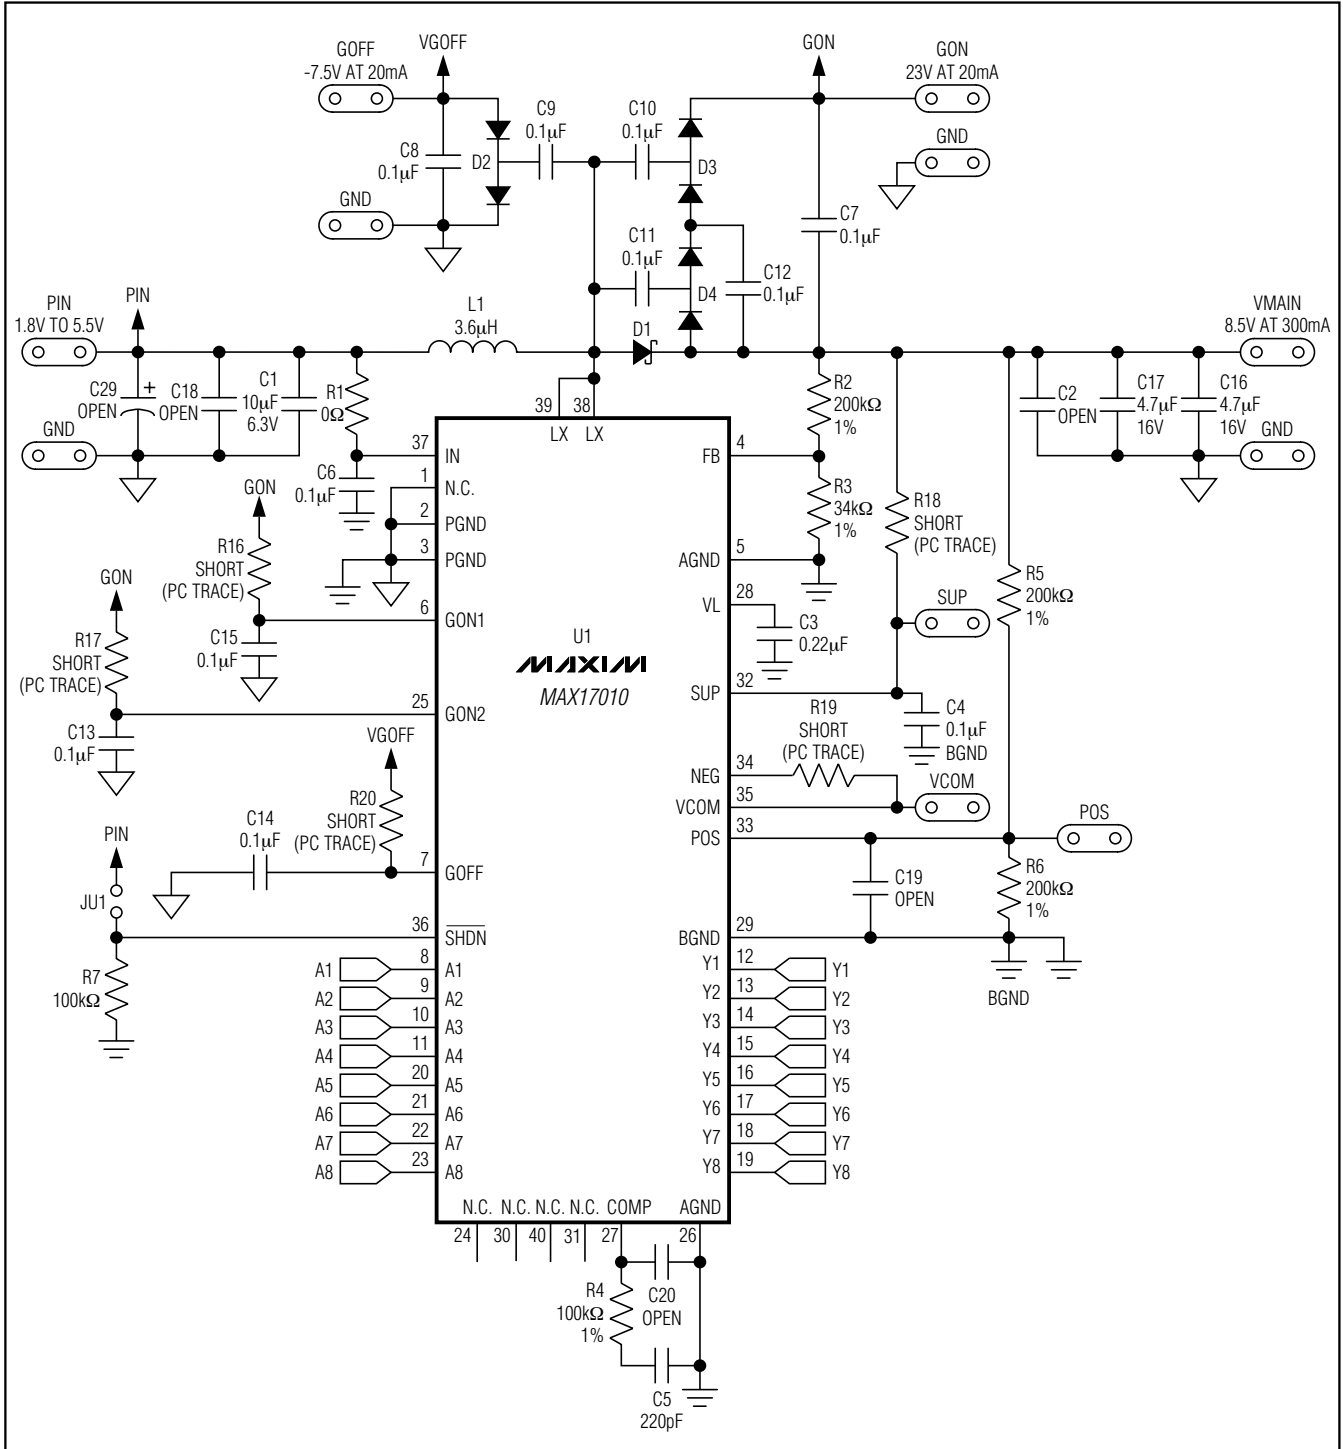 GOFF
-7.5V AT 20mA
VGOFF
GON
GON
23V AT 20mA
C9
0.1µF
C10
0.1µF
C8
0.1µF
D2
D3
GND
GND
C7
0.1µF
C11
0.1µF
C12
0.1µF
D4
PIN
1.8V TO 5.5V
PIN
L1
3.6µH
D1
VMAIN
8.5V AT 300mA
C29
OPEN
+
C18
OPEN
C1
10µF
6.3V
R1
0Ω
39
38
LX
LX
R2
200kΩ
1%
C2
OPEN
C17
4.7µF
16V
C16
4.7µF
16V
GND
GND
37
IN
4
FB
C6
0.1µF
1
N.C.
2
PGND
3
PGND
R3
34kΩ
1%
5
AGND
R18
SHORT
(PC TRACE)
GON
R16
SHORT
(PC TRACE)
6
GON1
C15
0.1µF
28
VL
C3
0.22µF
R5
200kΩ
1%
SUP
GON
R17
SHORT
(PC TRACE)
25
GON2
C13
0.1µF
U1
MAXIM
MAX17010
32
SUP
C4
0.1µF
BGND
R19
SHORT
(PC TRACE)
34
NEG
35
VCOM
VCOM
33
POS
POS
VGOFF
R20
SHORT
(PC TRACE)
C14
0.1µF
7
GOFF
C19
OPEN
R6
200kΩ
1%
PIN
JU1
36
SHDN
29
BGND
BGND
R7
100kΩ
A1 8 A1
A2 9 A2
A3 10 A3
A4 11 A4
A5 20 A5
A6 21 A6
A7 22 A7
A8 23 A8
Y1 12 Y1
Y2 13 Y2
Y3 14 Y3
Y4 15 Y4
Y5 16 Y5
Y6 17 Y6
Y7 18 Y7
Y8 19 Y8
N.C. N.C. N.C. N.C. COMP AGND
24 30 40 31 27 26
R4
100kΩ
1%
C20
OPEN
C5
220pF